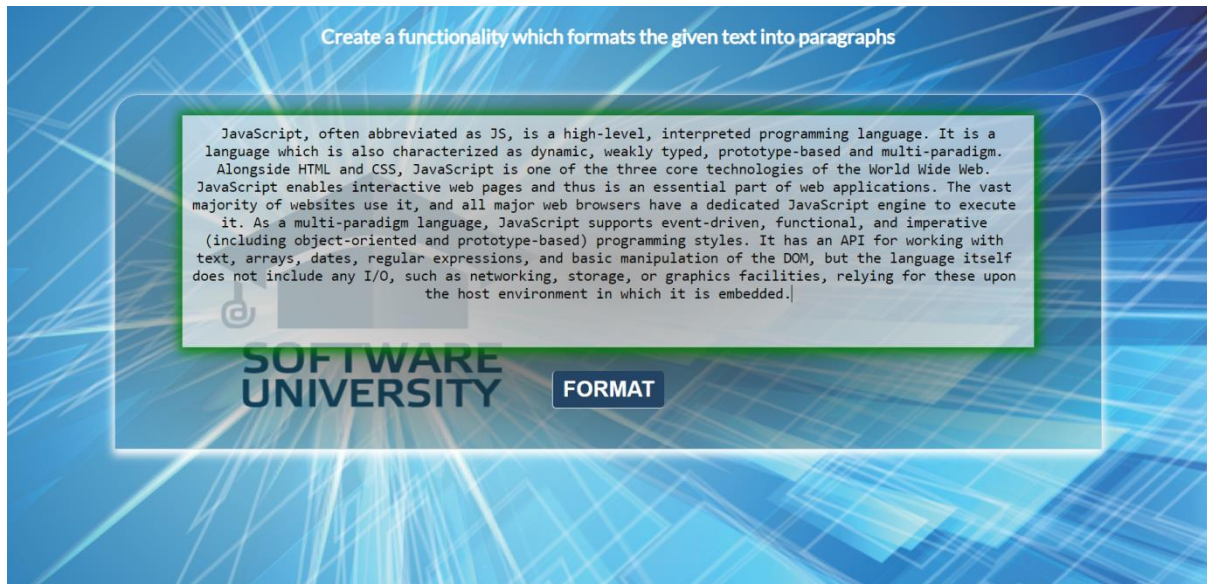 Create a functionality which formats the given text into paragraphs
JavaScript, often abbreviated as JS, is a high-level, interpreted programming language. It is a
language which is also characterized as dynamic, weakly typed, prototype-based and multi-paradigm.
Alongside HTML and CSS, JavaScript is one of the three core technologies of the World Wide Web.
JavaScript enables interactive web pages and thus is an essential part of web applications. The vast
majority of websites use it, and all major web browsers have a dedicated JavaScript engine to execute
it. As a multi-paradigm language, JavaScript supports event-driven, functional, and imperative
(including object-oriented and prototype-based) programming styles. It has an API for working with
text, arrays, dates, regular expressions, and basic manipulation of the DOM, but the language itself
does not include any I/O, such as networking, storage, or graphics facilities, relying for these upon
the host environment in which it is embedded.
SOFTWARE
UNIVERSITY
FORMAT